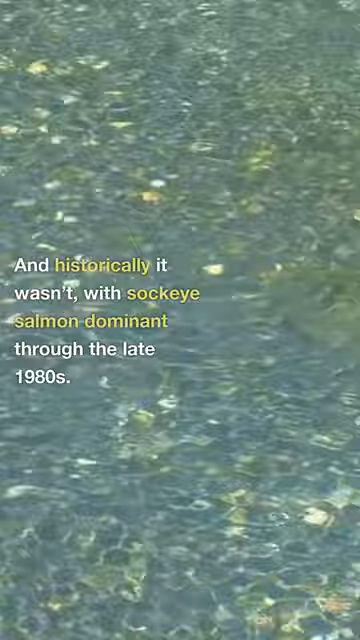 And historically it
wasn't, with sockeye
salmon dominant
through the late
1980s.